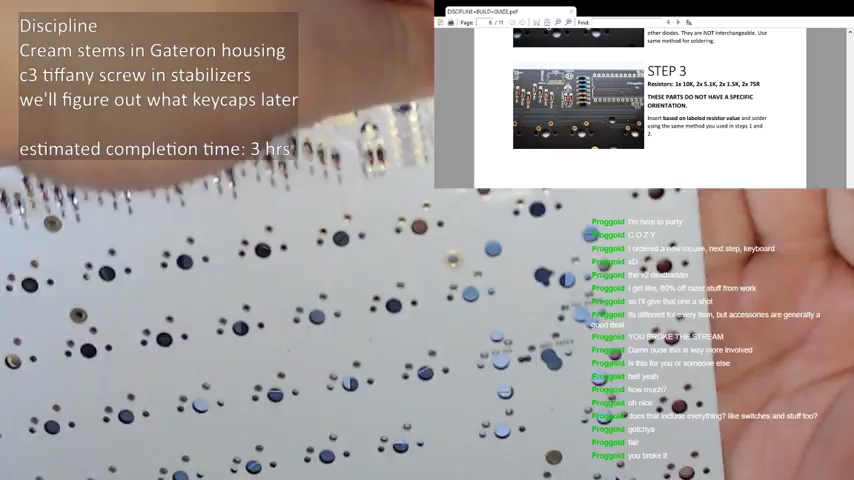 Discipline
Cream stems in Gateron housing
c3 tiffany screw in stabilizers
we'll figure out what keycaps later
estimated completion time: 3 hrs
DISCIPLINE+BUILD+GUIDE.pdf
Page: 5 / 11 Find:
other diodes. They are NOT interchangeable. Use
same method for soldering.
STEP 3
Resistors: 1x 10K, 2x 5.1K, 2x 1.5K, 2x 75R
THESE PARTS DO NOT HAVE A SPECIFIC
ORIENTATION.
Insert based on labeled resistor value and solder
using the same method you used in steps 1 and
2.
Froggoid I'm here to party
Froggoid C O Z Y
Froggoid I ordered a new mouse, next step, keyboard
Froggoid xD
Froggoid the v2 deathadder
Froggoid I get like, 60% off razer stuff from work
Froggoid so I'll give that one a shot
Froggoid its different for every item, but accessories are generally a
good deal
Froggoid YOU BROKE THE STREAM
Froggoid Damn dude this is way more involved
Froggoid Is this for you or someone else
Froggoid hell yeah
Froggoid how much?
Froggoid oh nice
Froggoid does that include everything? like switches and stuff too?
Froggoid gotchya
Froggoid fair
Froggoid you broke it